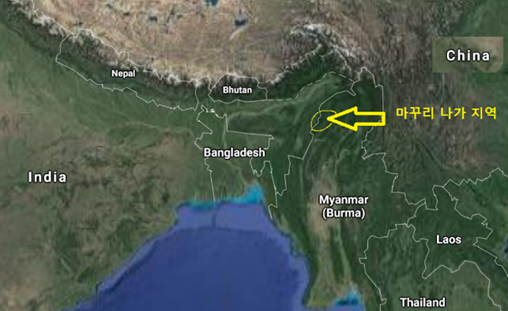 China
Nepal
Bhutan
마꾸리 나가 지역
Bangladesh
India
Myanmar
(Burma)
Laos
Thailand